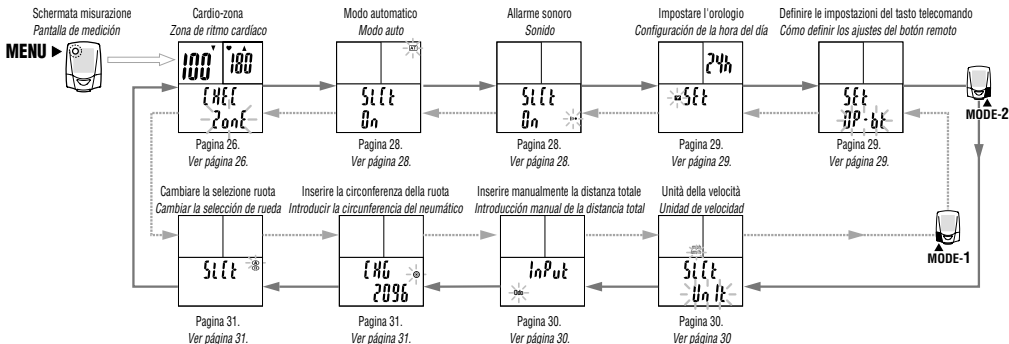 Schermata misurazione
Pantalla de medición
MENU
Cardio-zona
Zona de ritmo cardíaco
100 180
CHEC
ZonE
Pagina 26.
Ver página 26.
Modo automatico
Modo auto
AT
SLCt
On
Pagina 28.
Ver página 28.
Allarme sonoro
Sonido
SLCt
On
Pagina 28.
Ver página 28.
Impostare l'orologio
Configuración de la hora del día
24h
SEt
Pagina 29.
Ver página 29.
Definire le impostazioni del tasto telecomando
Cómo definir los ajustes del botón remoto
SEt
OP-bt
Pagina 29.
Ver página 29.
MODE-2
Cambiare la selezione ruota
Cambiar la selección de rueda
SLCt
Pagina 31.
Ver página 31.
Inserire la circonferenza della ruota
Introducir la circunferencia del neumático
CHG
2096
Pagina 31.
Ver página 31.
Inserire manualmente la distanza totale
Introducción manual de la distancia total
InPut
Odo
Pagina 30.
Ver página 30.
Unità della velocità
Unidad de velocidad
SLCt
UnIt
Pagina 30.
Ver página 30
MODE-1